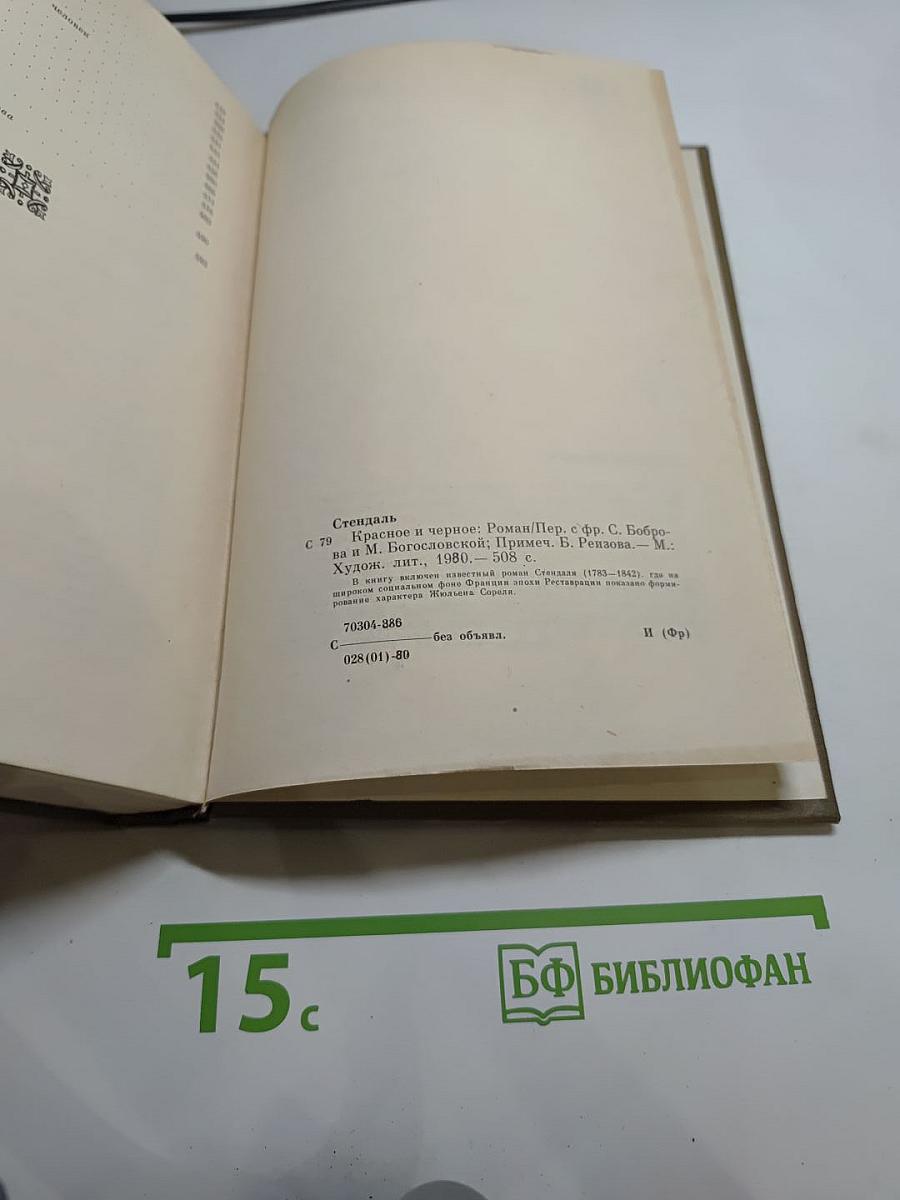 человек
Стендаль
С 79 Красное и черное: Роман/Пер. с фр. С. Бобро-
ва и М. Богословской; Примеч. Б. Реизова.— М.:
Худож. лит., 1980.— 508 с.
В книгу включен известный роман Стендаля (1783—1842), где на
широком социальном фоне Франции эпохи Реставрации показано форми-
рование характера Жюльена Сореля.
70304-886
С ——— без объявл. И (Фр)
028(01)-80
15 с
БФ БИБЛИОФАН